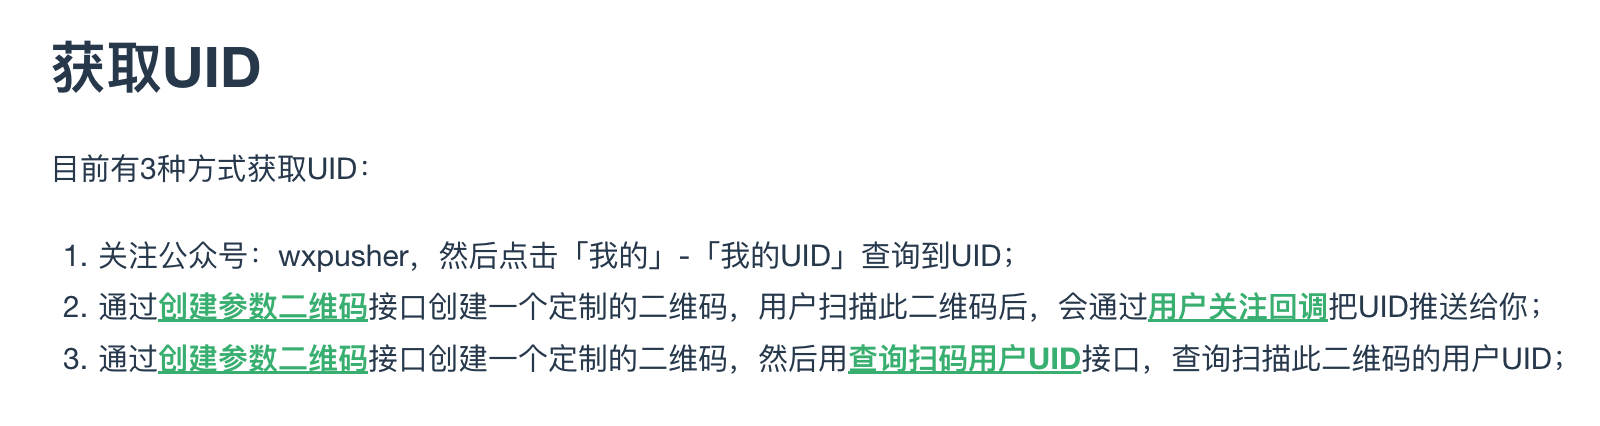 获取UID
目前有3种方式获取UID：
1. 关注公众号：wxpusher，然后点击「我的」-「我的UID」查询到UID；
2. 通过创建参数二维码接口创建一个定制的二维码，用户扫描此二维码后，会通过用户关注回调把UID推送给你；
3. 通过创建参数二维码接口创建一个定制的二维码，然后用查询扫码用户UID接口，查询扫描此二维码的用户UID；